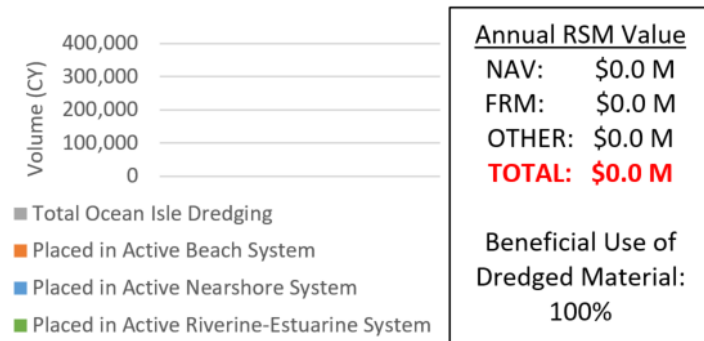 400,000
300,000
200,000
100,000
0
Volume (CY)
Total Ocean Isle Dredging
Placed in Active Beach System
Placed in Active Nearshore System
Placed in Active Riverine-Estuarine System
Annual RSM Value
NAV: $0.0 M
FRM: $0.0 M
OTHER: $0.0 M
TOTAL: $0.0 M
Beneficial Use of
Dredged Material:
100%